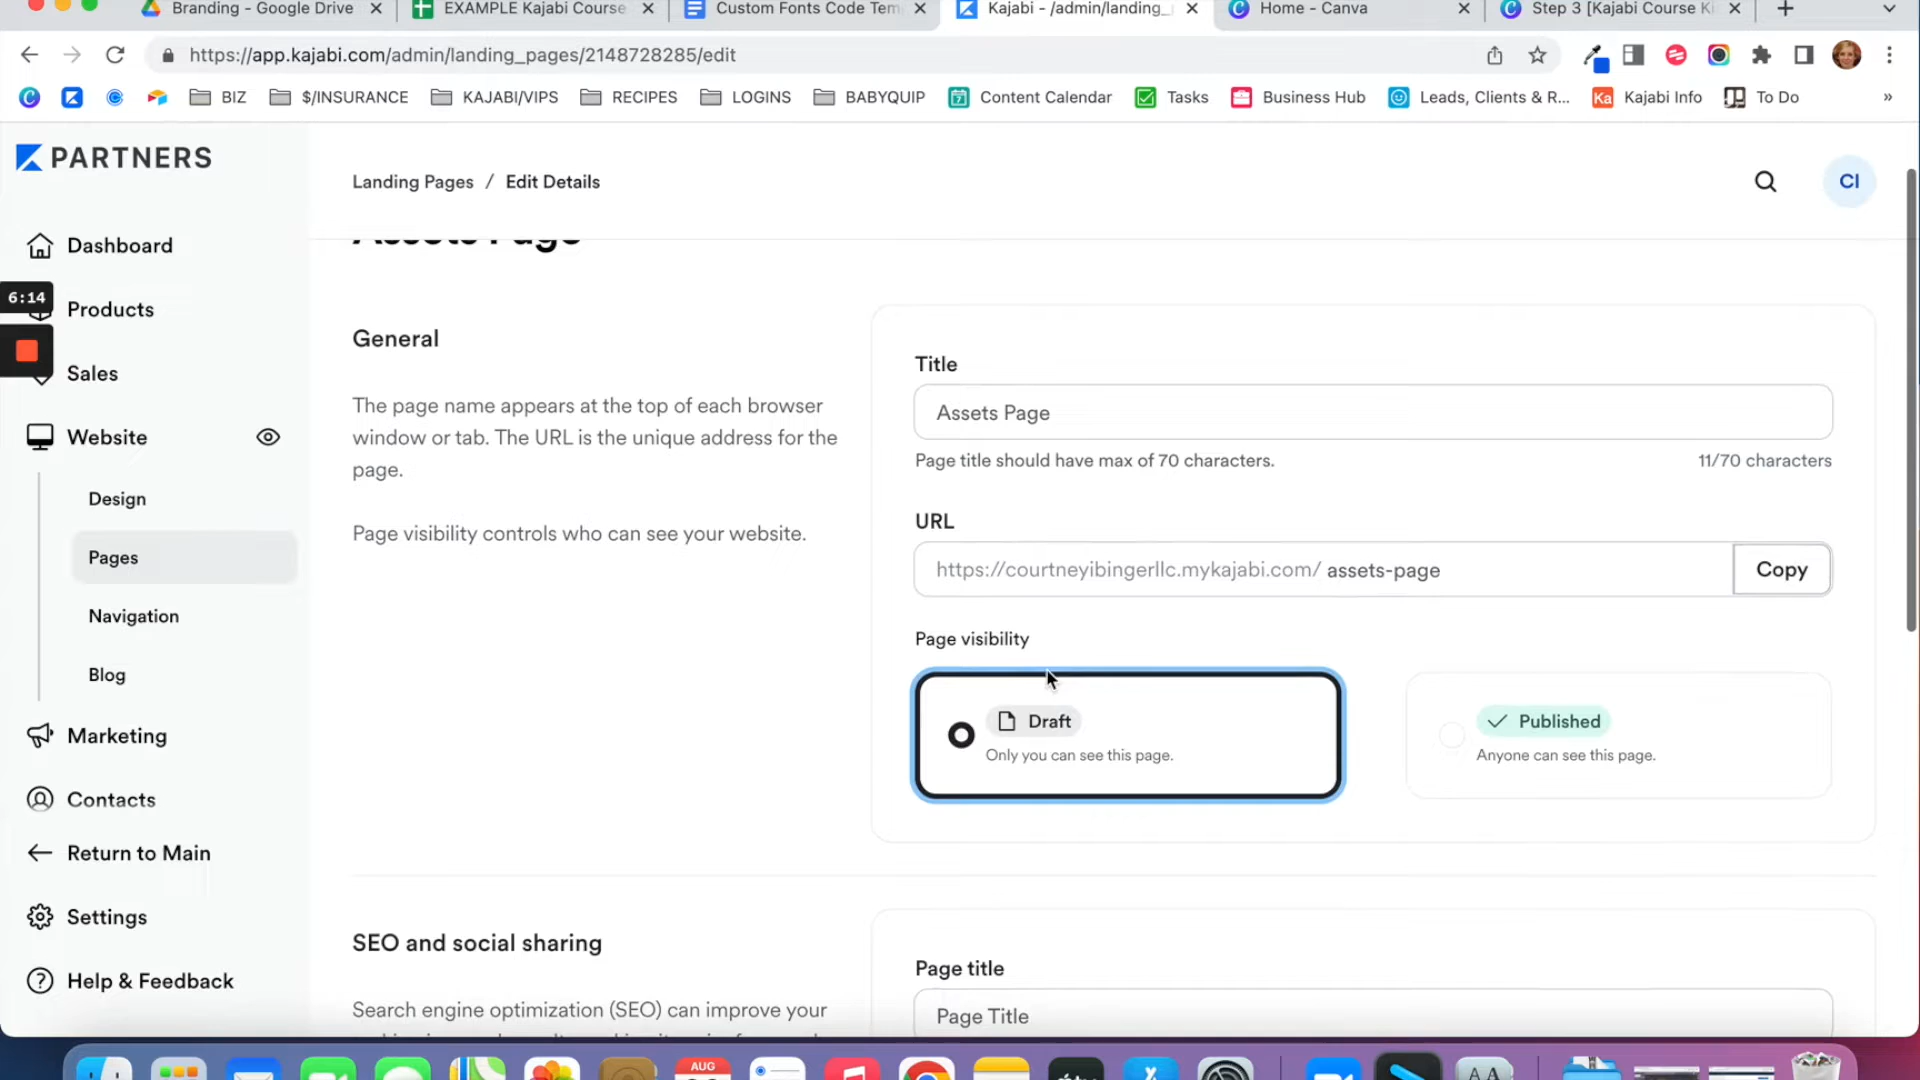 Branding - Google Drive
EXAMPLE Kajabi Course
Custom Fonts Code Tem
Kajabi - /admin/landing_
Home - Canva
Step 3 [Kajabi Course Ki
https://app.kajabi.com/admin/landing_pages/2148728285/edit
BIZ
$/INSURANCE
KAJABI/VIPS
RECIPES
LOGINS
BABYQUIP
7
Content Calendar
Tasks
Business Hub
Leads, Clients & R...
Ka
Kajabi Info
To Do
»
PARTNERS
Landing Pages / Edit Details
CI
Assets Page
Dashboard
6:14
Products
Sales
Website
Design
Pages
Navigation
Blog
Marketing
Contacts
Return to Main
Settings
Help & Feedback
General
The page name appears at the top of each browser
window or tab. The URL is the unique address for the
page.
Page visibility controls who can see your website.
Title
Assets Page
Page title should have max of 70 characters.
11/70 characters
URL
https://courtneyibingerllc.mykajabi.com/ assets-page
Copy
Page visibility
Draft
Only you can see this page.
Published
Anyone can see this page.
SEO and social sharing
Search engine optimization (SEO) can improve your
Page title
Page Title
AUG